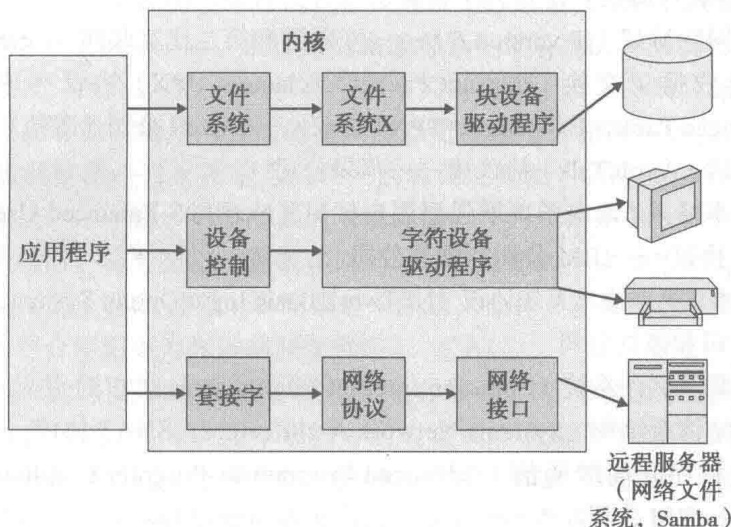 内核
文件
系统
文件
系统X
块设备
驱动程序
应用程序
设备
控制
字符设备
驱动程序
套接字
网络
协议
网络
接口
远程服务器
（网络文件
系统，Samba）